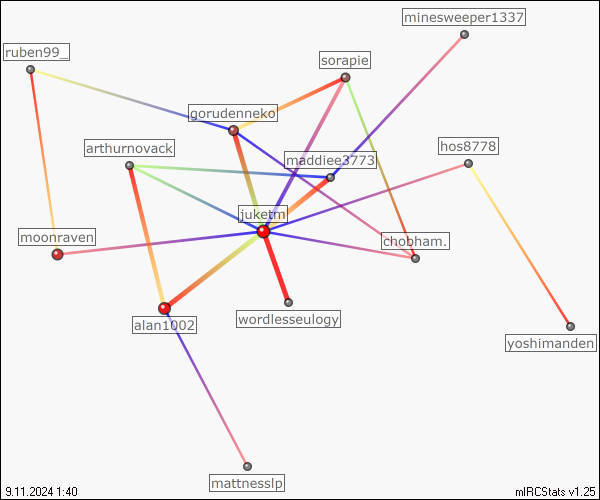 minesweeper1337
ruben99_
sorapie
gorudenneko
arthurnovack
hos8778
maddiee3773
juketm
moonraven
chobham.
wordlesseulogy
alan1002
yoshimanden
mattnesslp
9.11.2024 1:40
mIRCStats v1.25